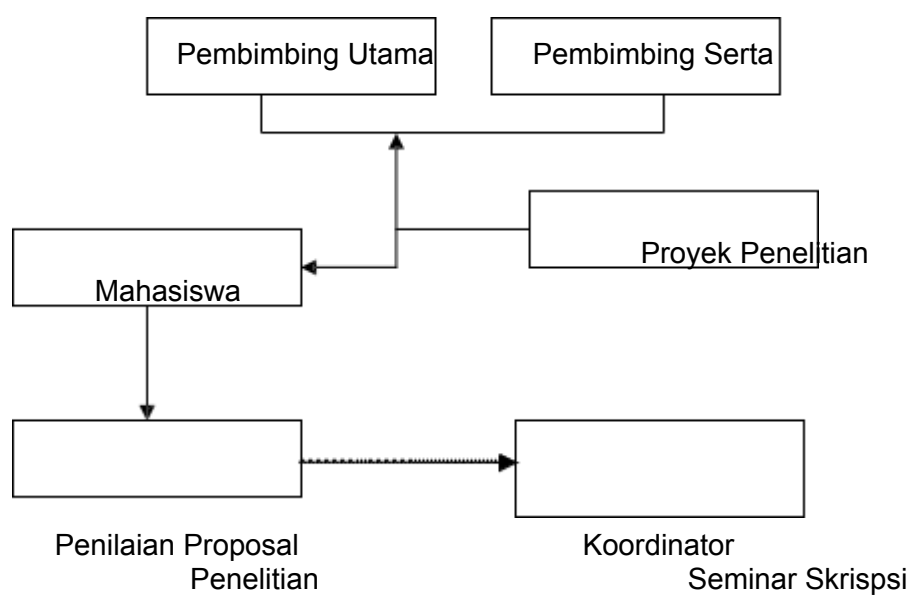 Pembimbing Utama
Pembimbing Serta
Proyek Penelitian
Mahasiswa
Penilaian Proposal
Penelitian
Koordinator
Seminar Skrispsi